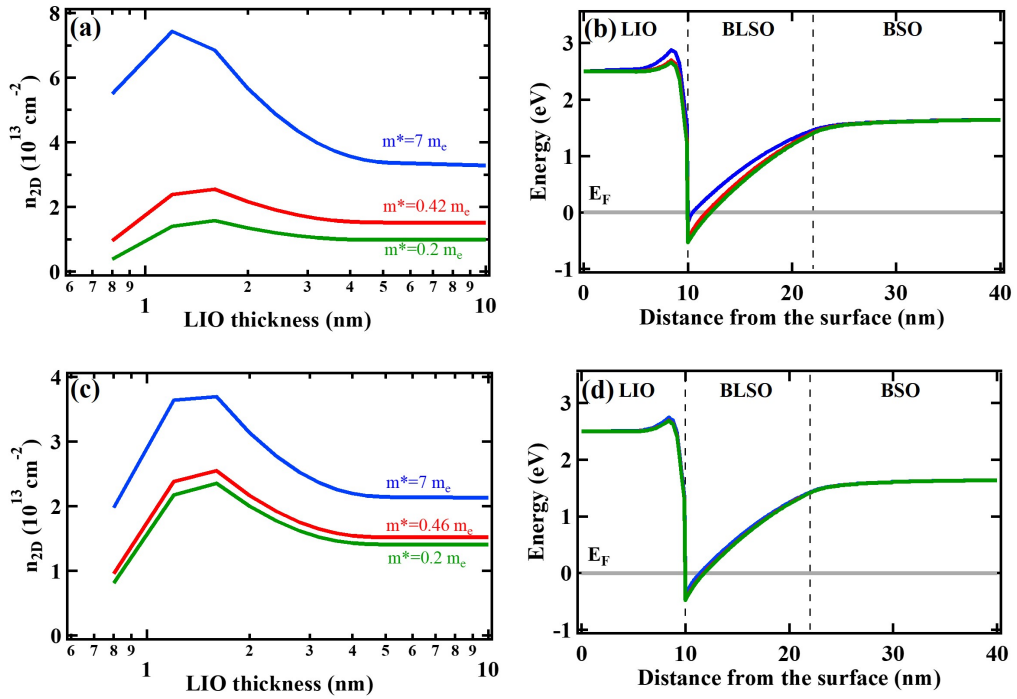 (a)
n2D (10^13 cm^-2)
8
6
4
2
0
m*=7 me
m*=0.42 me
m*=0.2 me
6 7 8 9 1 2 3 4 5 6 7 8 9 10
LIO thickness (nm)
(b) LIO BLSO BSO
Energy (eV)
3
2
1
0
-1
EF
0 10 20 30 40
Distance from the surface (nm)
(c)
n2D (10^13 cm^-2)
4
3
2
1
0
m*=7 me
m*=0.46 me
m*=0.2 me
6 7 8 9 1 2 3 4 5 6 7 8 9 10
LIO thickness (nm)
(d) LIO BLSO BSO
Energy (eV)
3
2
1
0
-1
EF
0 10 20 30 40
Distance from the surface (nm)